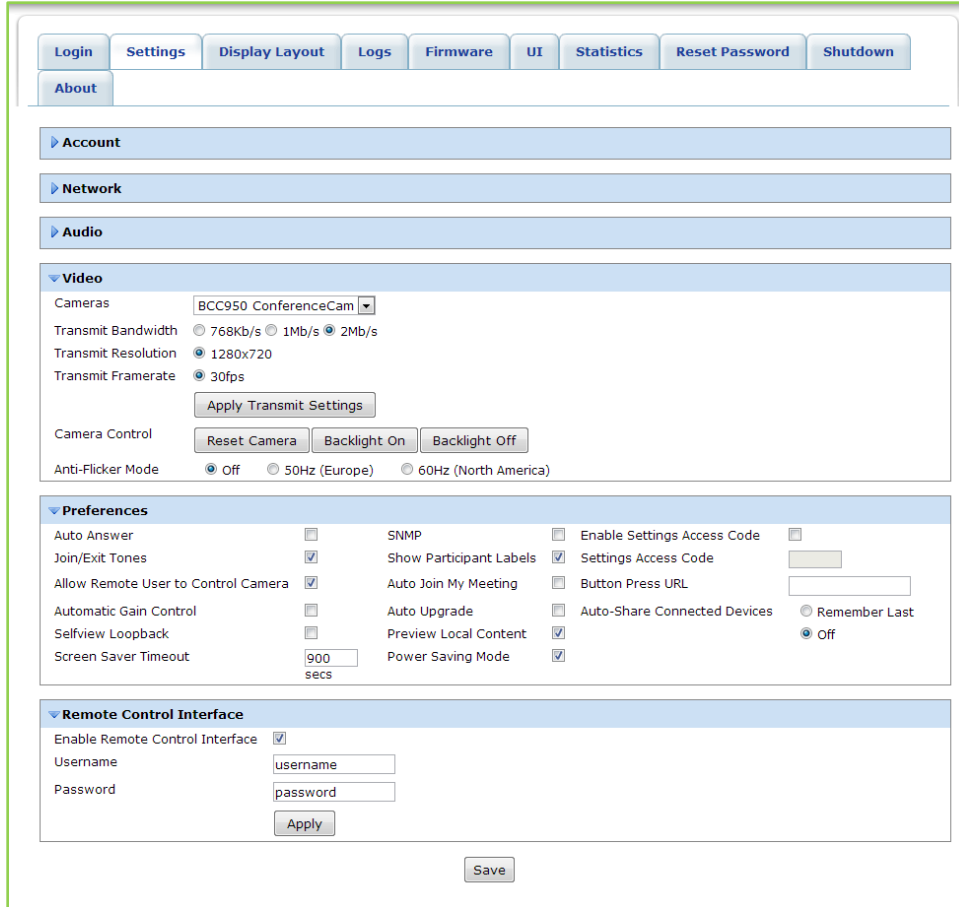 Login Settings Display Layout Logs Firmware UI Statistics Reset Password Shutdown
About
Account
Network
Audio
Video
Cameras BCC950 ConferenceCam
Transmit Bandwidth 768Kb/s 1Mb/s 2Mb/s
Transmit Resolution 1280x720
Transmit Framerate 30fps
Apply Transmit Settings
Camera Control Reset Camera Backlight On Backlight Off
Anti-Flicker Mode Off 50Hz (Europe) 60Hz (North America)
Preferences
Auto Answer SNMP Enable Settings Access Code
Join/Exit Tones Show Participant Labels Settings Access Code
Allow Remote User to Control Camera Auto Join My Meeting Button Press URL
Automatic Gain Control Auto Upgrade Auto-Share Connected Devices Remember Last
Selfview Loopback Preview Local Content Off
Screen Saver Timeout 900 Power Saving Mode
secs
Remote Control Interface
Enable Remote Control Interface
Username username
Password password
Apply
Save